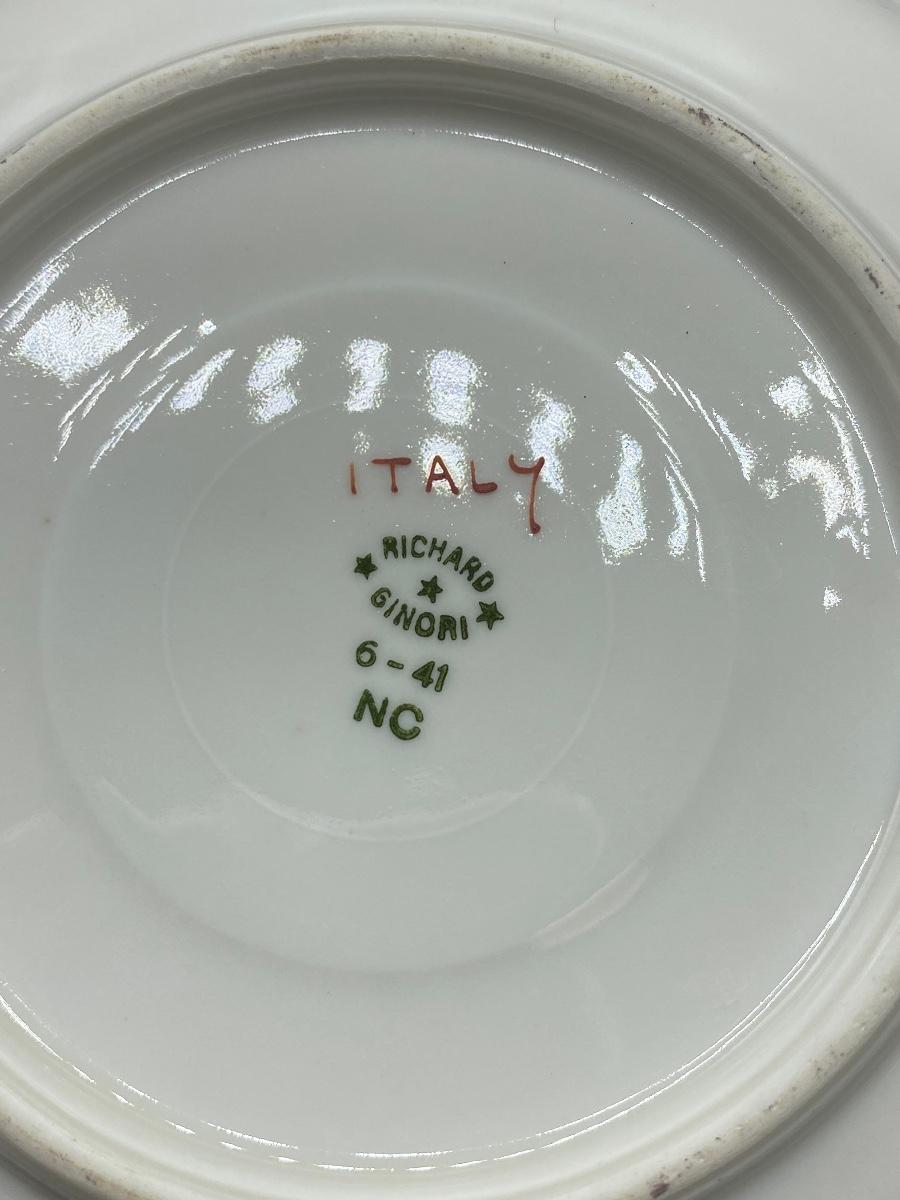 ITALY
RICHARD
GINORI
6-41
NC